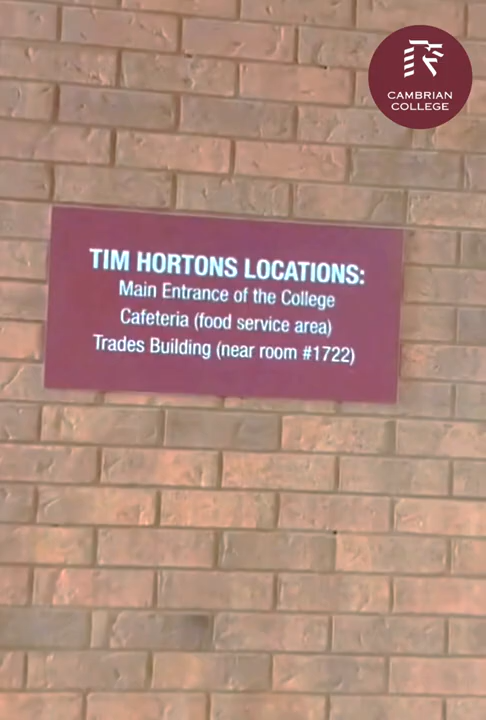 CAMBRIAN
COLLEGE
TIM HORTONS LOCATIONS:
Main Entrance of the College
Cafeteria (food service area)
Trades Building (near room #1722)